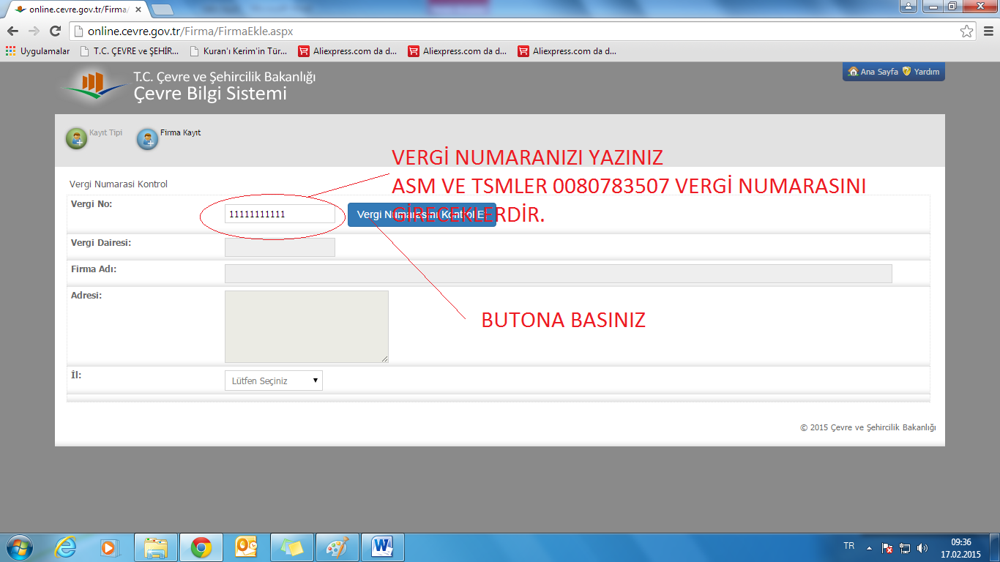 online.cevre.gov.tr/Firma/
online.cevre.gov.tr/Firma/FirmaEkle.aspx
Uygulamalar T.C. ÇEVRE ve ŞEHİR... Kuran'ı Kerim'in Tür... Aliexpress.com da d... Aliexpress.com da d... Aliexpress.com da d...
T.C. Çevre ve Şehircilik Bakanlığı
Çevre Bilgi Sistemi
Ana Sayfa Yardım
Kayıt Tipi Firma Kayıt
VERGİ NUMARANIZI YAZINIZ
ASM VE TSMLER 0080783507 VERGİ NUMARASINI
GİRECEKLERDİR.
Vergi Numarasi Kontrol
Vergi No: 11111111111 Vergi Numarasını Kontrol E
Vergi Dairesi:
Firma Adı:
Adresi:
BUTONA BASINIZ
İl: Lütfen Seçiniz
© 2015 Çevre ve Şehircilik Bakanlığı
TR 09:36
17.02.2015